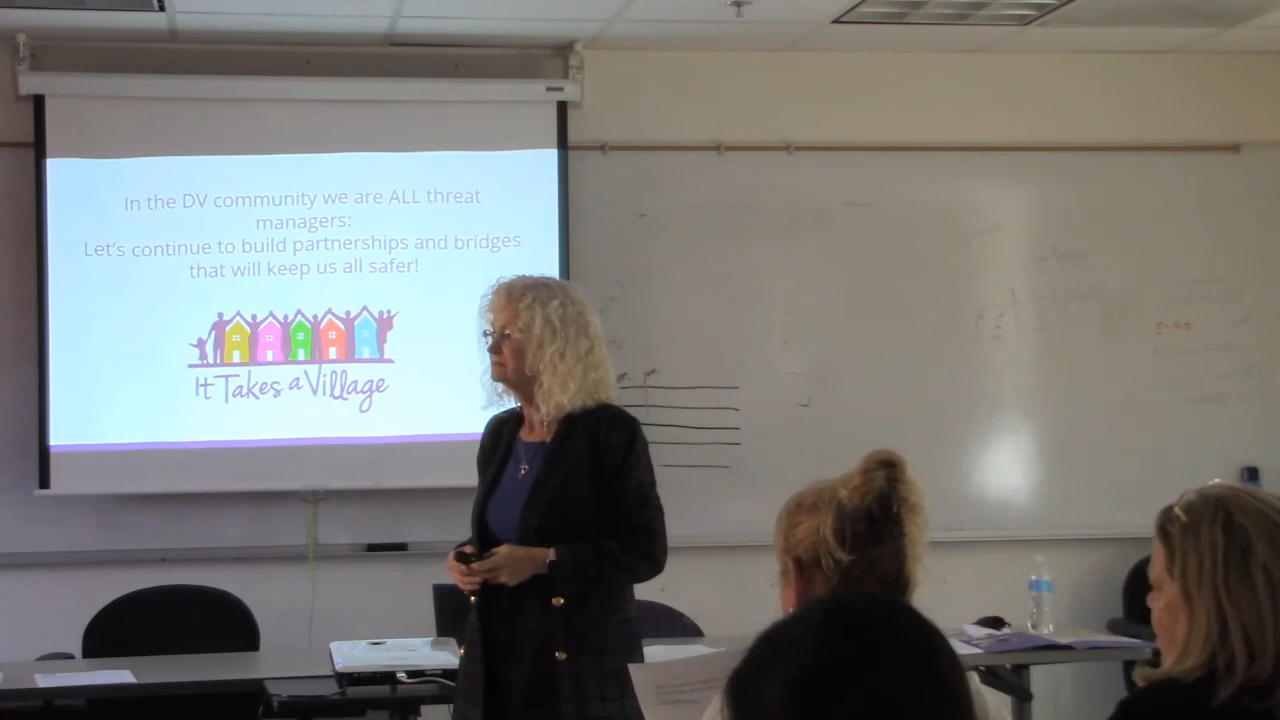 In the DV community we are ALL threat
managers:
Let's continue to build partnerships and bridges
that will keep us all safer!
It Takes a Village